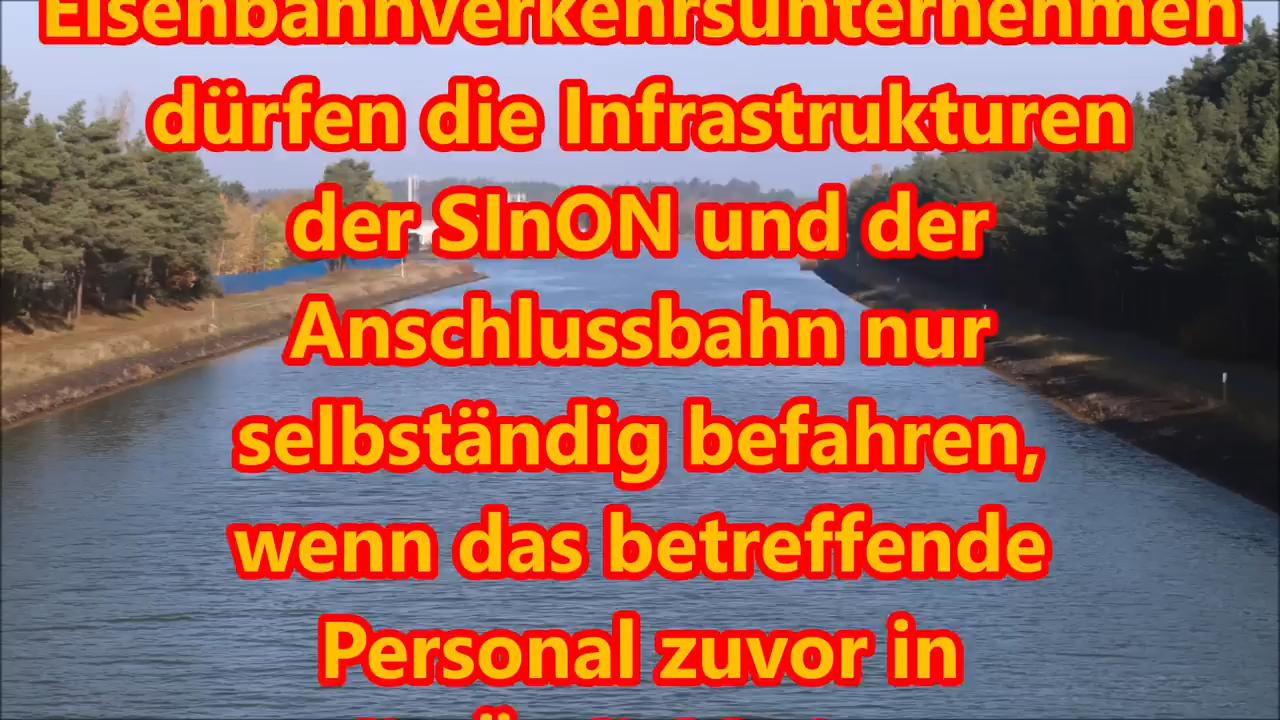 Eisenbahnverkehrsunternehmen
dürfen die Infrastrukturen
der SInON und der
Anschlussbahn nur
selbständig befahren,
wenn das betreffende
Personal zuvor in